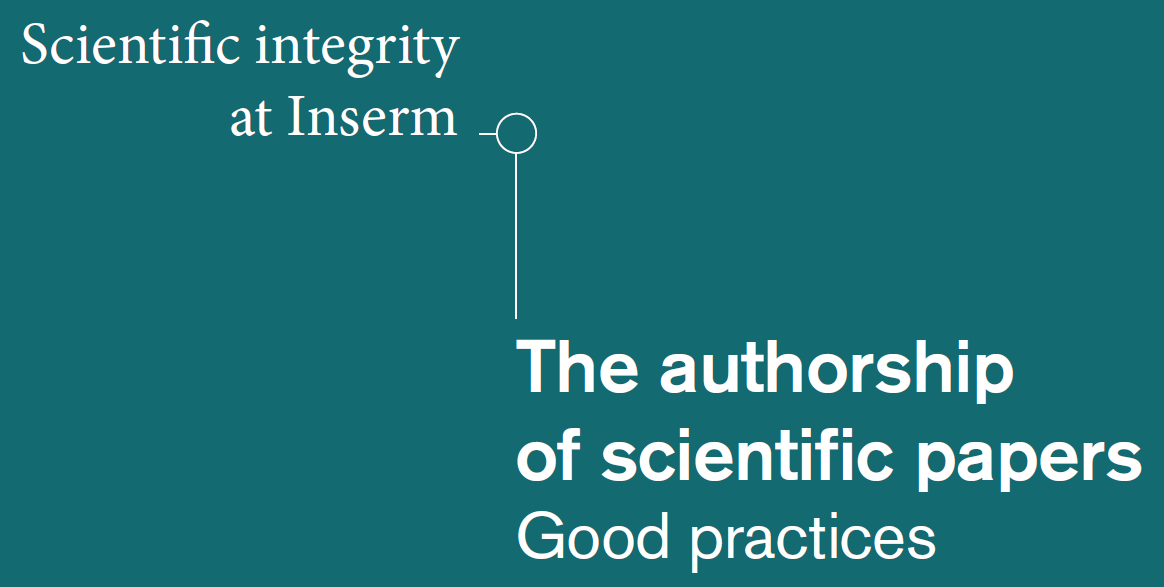 Scientific integrity
at Inserm
The authorship
of scientific papers
Good practices